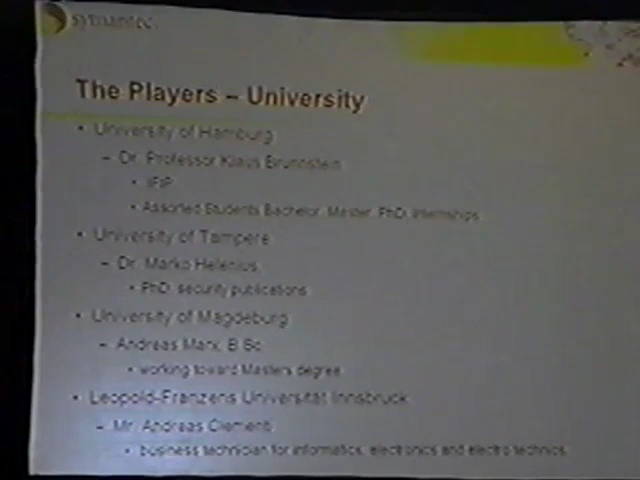 symantec.
The Players – University
• University of Hamburg
– Dr. Professor Klaus Brunnstein
• IFIP
• Assorted Students Bachelor, Master, PhD, internships
• University of Tampere
– Dr. Marko Helenius,
• PhD, security publications
• University of Magdeburg
– Andreas Marx, B.Sc
• working toward Masters degree
• Leopold-Franzens Universität Innsbruck
– Mr. Andreas Clementi
• business technician for informatics, electronics and electro technics